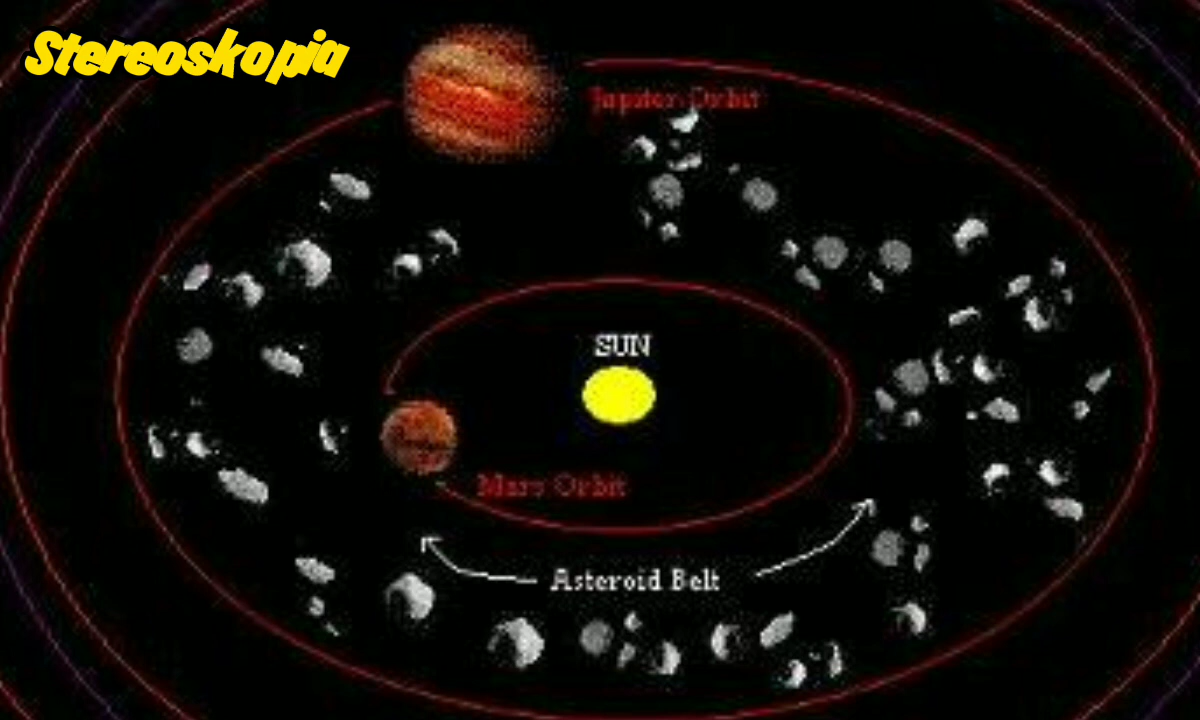 Stereoskopia
Jupiter Orbit
SUN
Mars Orbit
Asteroid Belt